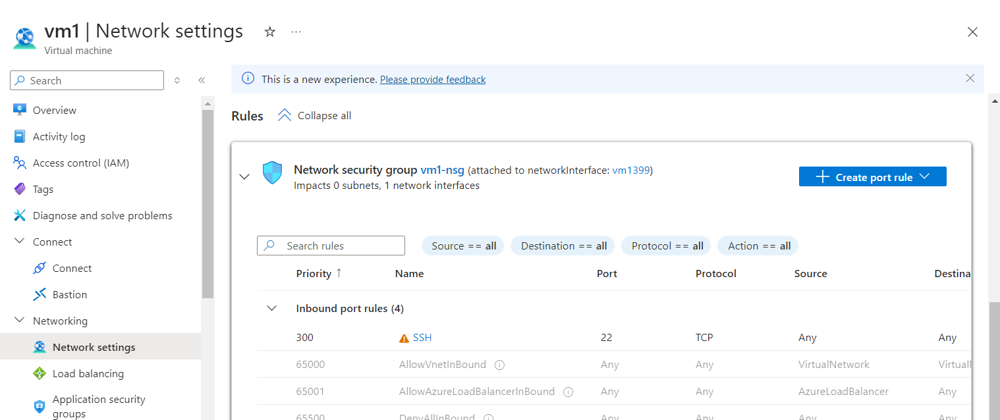 vm1 | Network settings
Virtual machine
Search
Overview
Activity log
Access control (IAM)
Tags
Diagnose and solve problems
Connect
Connect
Bastion
Networking
Network settings
Load balancing
Application security
groups
This is a new experience. Please provide feedback
Rules Collapse all
Network security group vm1-nsg (attached to networkInterface: vm1399)
Impacts 0 subnets, 1 network interfaces
Create port rule
Search rules Source == all Destination == all Protocol == all Action == all
Priority ↑ Name Port Protocol Source Destina
Inbound port rules (4)
300 SSH 22 TCP Any Any
65000 AllowVnetInBound Any Any VirtualNetwork Virtual
65001 AllowAzureLoadBalancerInBound Any Any AzureLoadBalancer Any
65500 DenyAllInBound Any Any Any Any